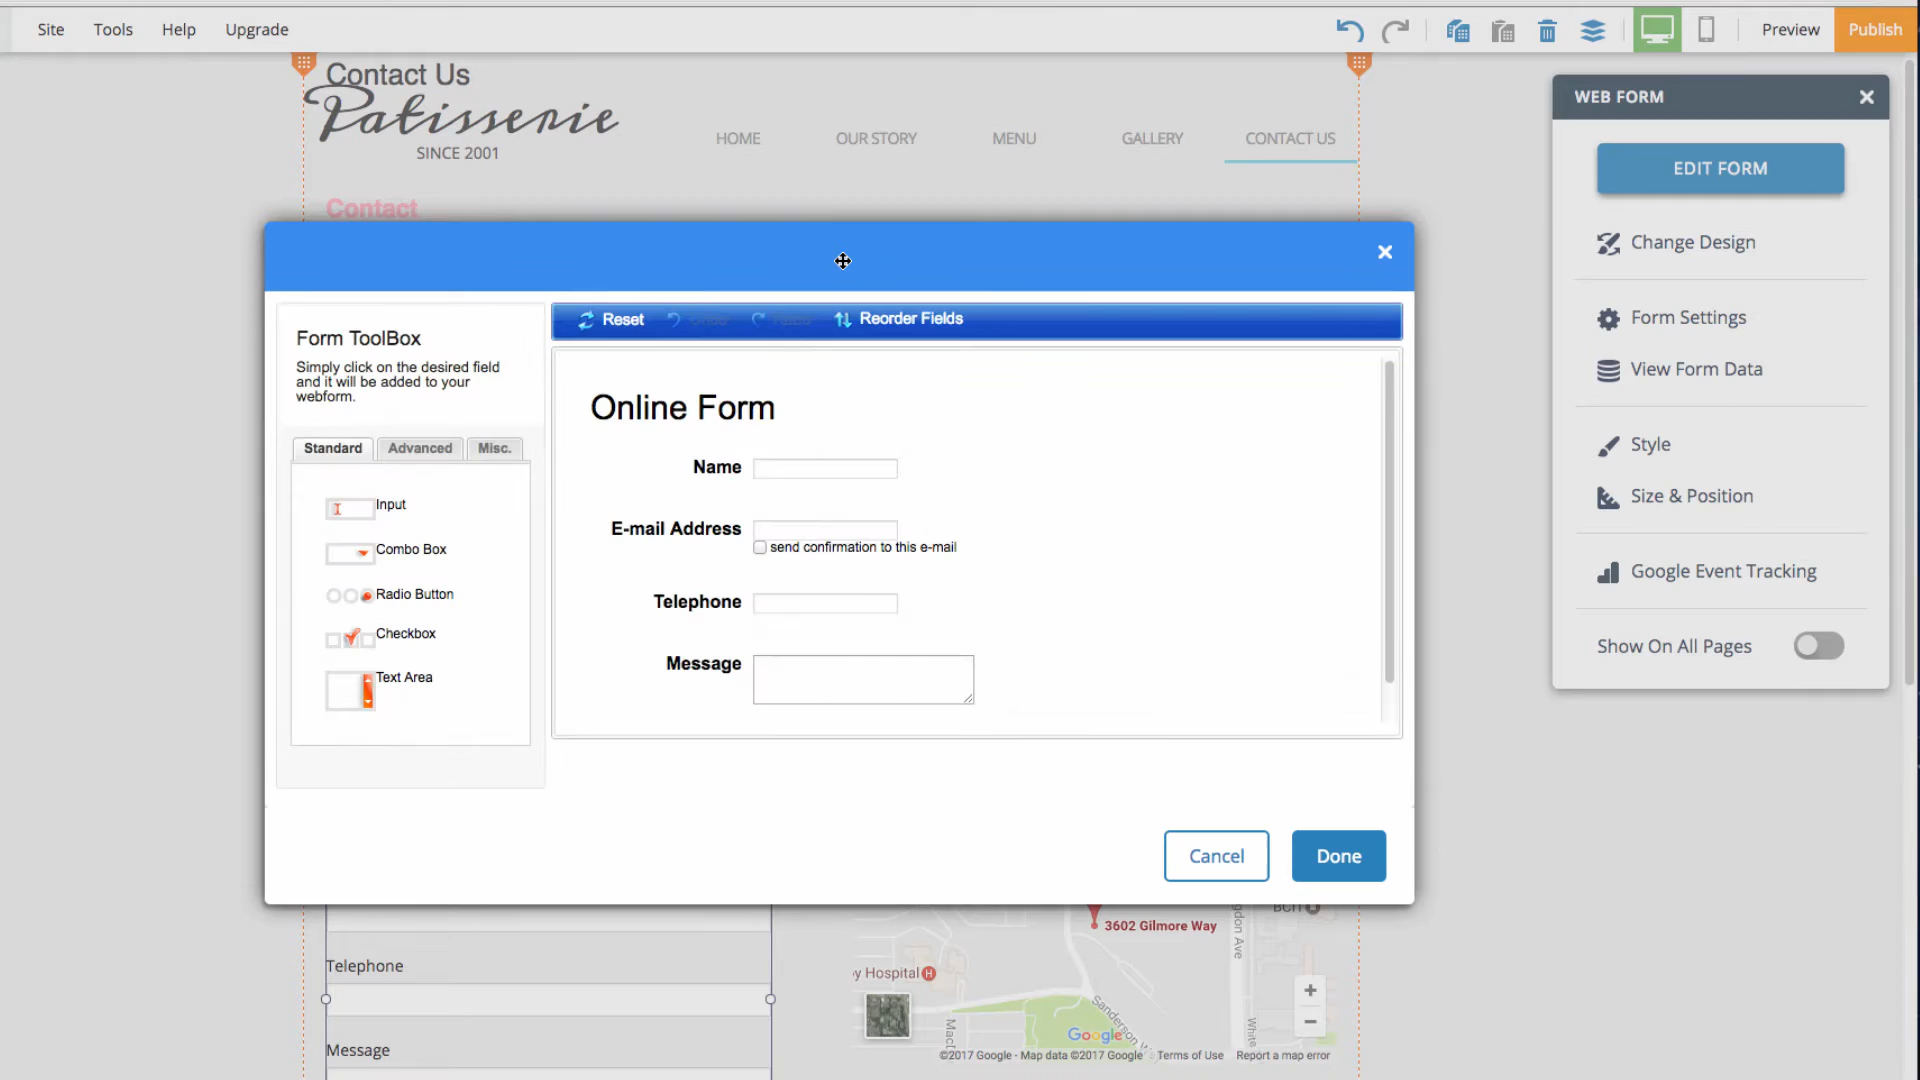 Site
Tools
Help
Upgrade
Preview
Publish
Contact Us
Patisserie
SINCE 2001
HOME
OUR STORY
MENU
GALLERY
CONTACT US
Contact
WEB FORM
EDIT FORM
Change Design
Form Settings
View Form Data
Style
Size & Position
Google Event Tracking
Show On All Pages
Form ToolBox
Simply click on the desired field
and it will be added to your
webform.
Standard
Advanced
Misc.
Input
Combo Box
Radio Button
Checkbox
Text Area
Reset
Reorder Fields
Online Form
Name
E-mail Address
send confirmation to this e-mail
Telephone
Message
Cancel
Done
Telephone
Message
3602 Gilmore Way
BCIT
gdon Ave
y Hospital
H
Sanderson W
White
Google
©2017 Google - Map data ©2017 Google
Terms of Use
Report a map error